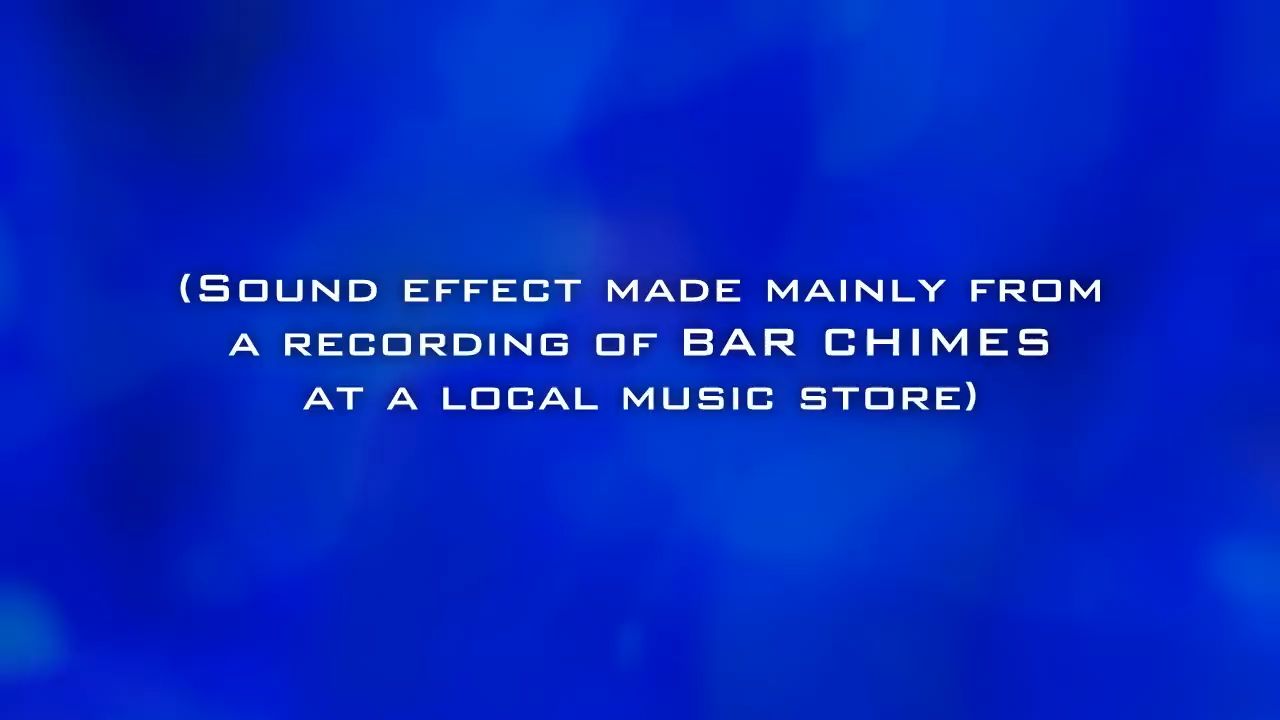 (Sound effect made mainly from
a recording of BAR CHIMES
at a local music store)